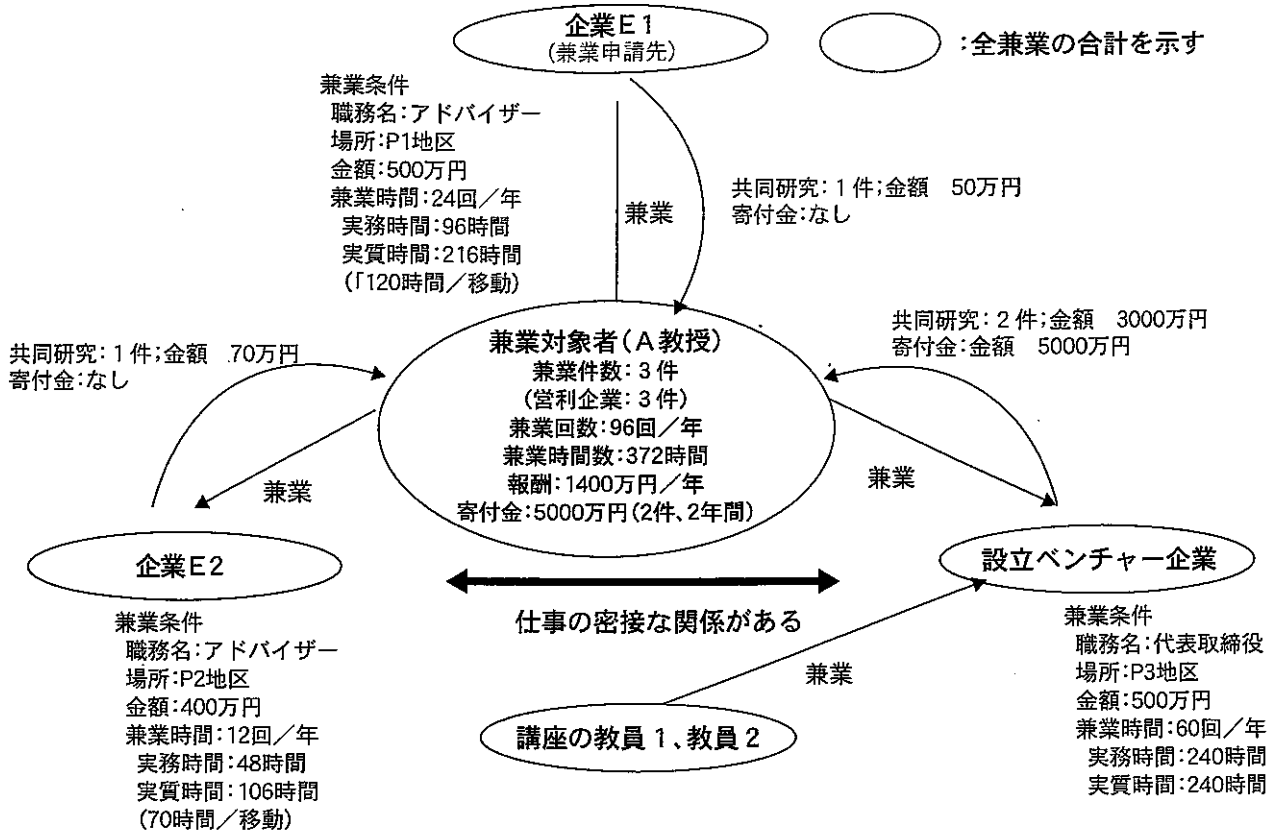 企業E1
(兼業申請先)
:全兼業の合計を示す
兼業条件
職務名:アドバイザー
場所:P1地区
金額:500万円
兼業時間:24回/年
実務時間:96時間
実質時間:216時間
(「120時間/移動)
兼業
共同研究:1件;金額 50万円
寄付金:なし
共同研究:1件;金額 70万円
寄付金:なし
兼業対象者(A教授)
兼業件数:3件
(営利企業:3件)
兼業回数:96回/年
兼業時間数:372時間
報酬:1400万円/年
寄付金:5000万円(2件、2年間)
共同研究:2件;金額 3000万円
寄付金:金額 5000万円
兼業
兼業
企業E2
仕事の密接な関係がある
設立ベンチャー企業
兼業条件
職務名:アドバイザー
場所:P2地区
金額:400万円
兼業時間:12回/年
実務時間:48時間
実質時間:106時間
(70時間/移動)
兼業
講座の教員1、教員2
兼業条件
職務名:代表取締役
場所:P3地区
金額:500万円
兼業時間:60回/年
実務時間:240時間
実質時間:240時間